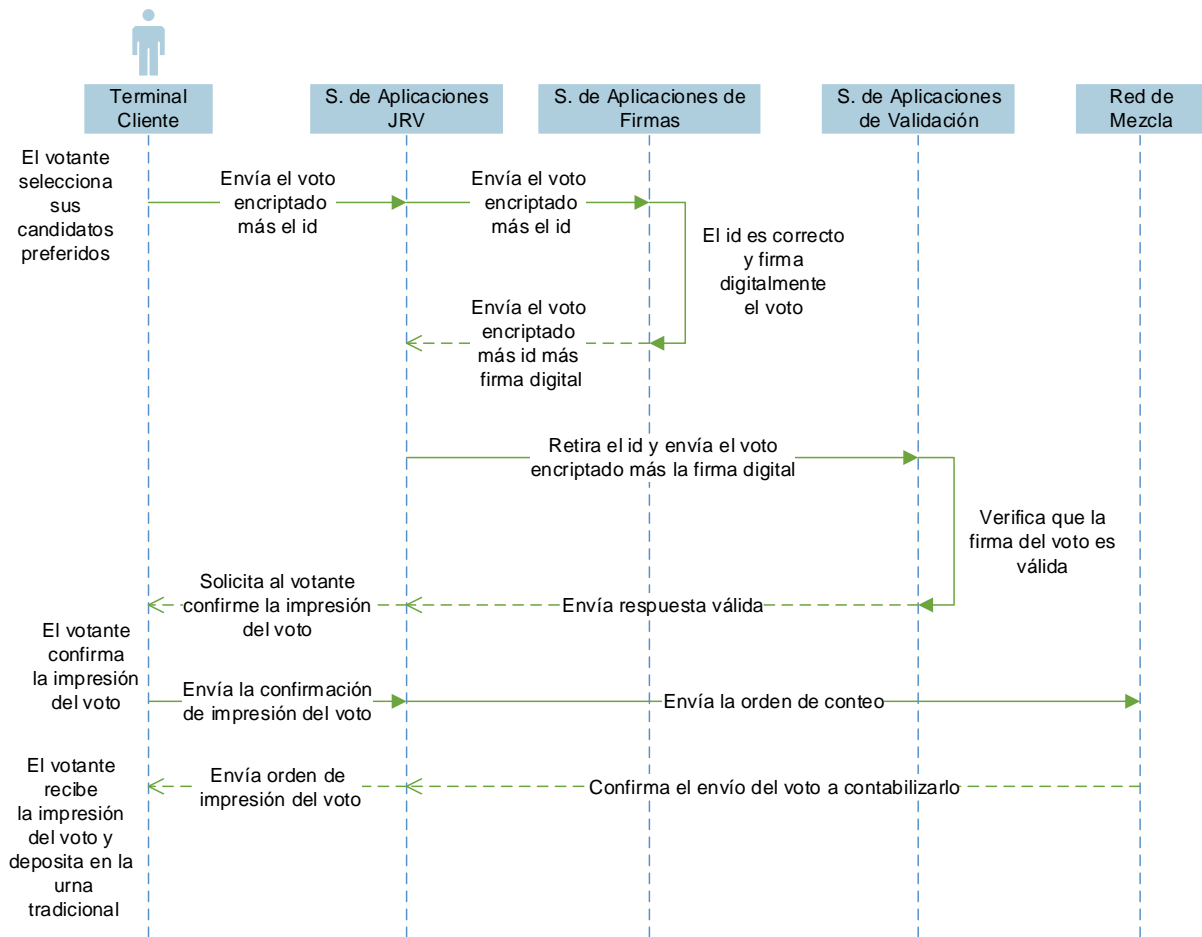 Terminal
Cliente
S. de Aplicaciones
JRV
S. de Aplicaciones de
Firmas
S. de Aplicaciones
de Validación
Red de
Mezcla
El votante
selecciona
sus
candidatos
preferidos
Envía el voto
encriptado
más el id
Envía el voto
encriptado
más el id
El id es correcto
y firma
digitalmente
el voto
Envía el voto
encriptado
más id más
firma digital
Retira el id y envía el voto
encriptado más la firma digital
Verifica que la
firma del voto es
válida
Solicita al votante
confirme la impresión
del voto
Envía respuesta válida
El votante
confirma
la impresión
del voto
Envía la confirmación
de impresión del voto
Envía la orden de conteo
El votante
recibe
la impresión
del voto y
deposita en la
urna
tradicional
Envía orden de
impresión del voto
Confirma el envío del voto a contabilizarlo